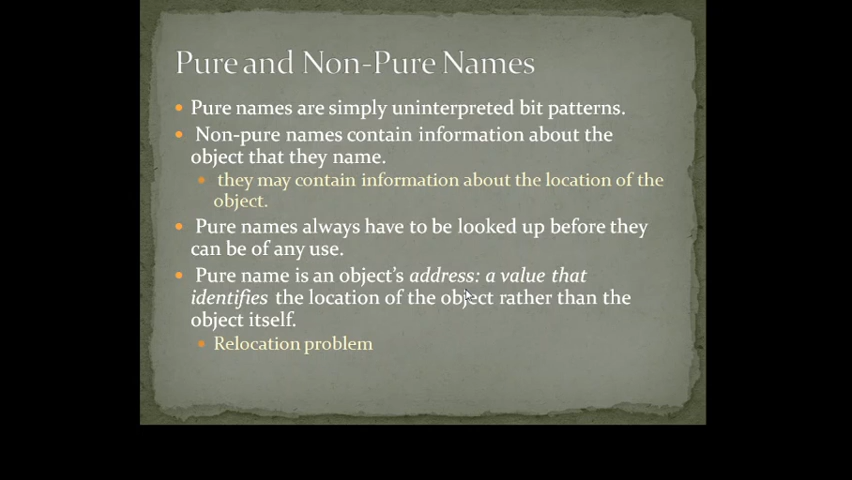 Pure and Non-Pure Names
• Pure names are simply uninterpreted bit patterns.
• Non-pure names contain information about the
object that they name.
• they may contain information about the location of the
object.
• Pure names always have to be looked up before they
can be of any use.
• Pure name is an object's address: a value that
identifies the location of the object rather than the
object itself.
• Relocation problem